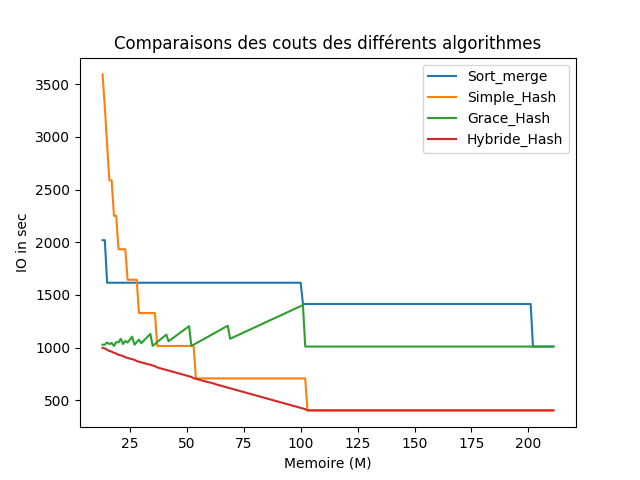 Comparaisons des couts des différents algorithmes
Sort_merge
Simple_Hash
Grace_Hash
Hybride_Hash
IO in sec
3500
3000
2500
2000
1500
1000
500
25
50
75
100
125
150
175
200
Memoire (M)